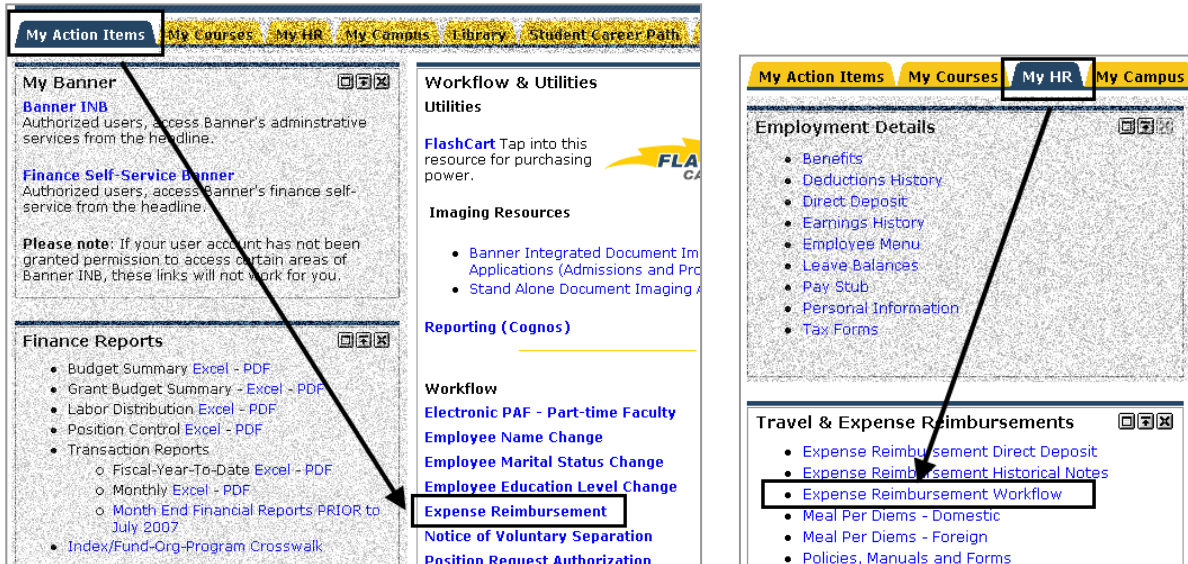 My Action Items My Courses My HR My Campus Library Student Career Path
My Banner
Banner INB
Authorized users, access Banner's adminstrative
services from the headline.
Finance Self-Service Banner
Authorized users, access Banner's finance self-
service from the headline.
Please note: If your user account has not been
granted permission to access certain areas of
Banner INB, these links will not work for you.
Finance Reports
Budget Summary Excel - PDF
Grant Budget Summary - Excel - PDF
Labor Distribution Excel - PDF
Position Control Excel - PDF
Transaction Reports
Fiscal-Year-To-Date Excel - PDF
Monthly Excel - PDF
Month End Financial Reports PRIOR to
July 2007
Index/Fund-Org-Program Crosswalk
Workflow & Utilities
Utilities
FlashCart Tap into this
resource for purchasing
power.
FLA
CA
Imaging Resources
Banner Integrated Document Im
Applications (Admissions and Pro
Stand Alone Document Imaging
Reporting (Cognos)
Workflow
Electronic PAF - Part-time Faculty
Employee Name Change
Employee Marital Status Change
Employee Education Level Change
Expense Reimbursement
Notice of Voluntary Separation
Position Request Authorization
My Action Items My Courses My HR My Campus
Employment Details
Benefits
Deductions History
Direct Deposit
Earnings History
Employee Menu
Leave Balances
Pay Stub
Personal Information
Tax Forms
Travel & Expense Reimbursements
Expense Reimbursement Direct Deposit
Expense Reimbursement Historical Notes
Expense Reimbursement Workflow
Meal Per Diems - Domestic
Meal Per Diems - Foreign
Policies, Manuals and Forms